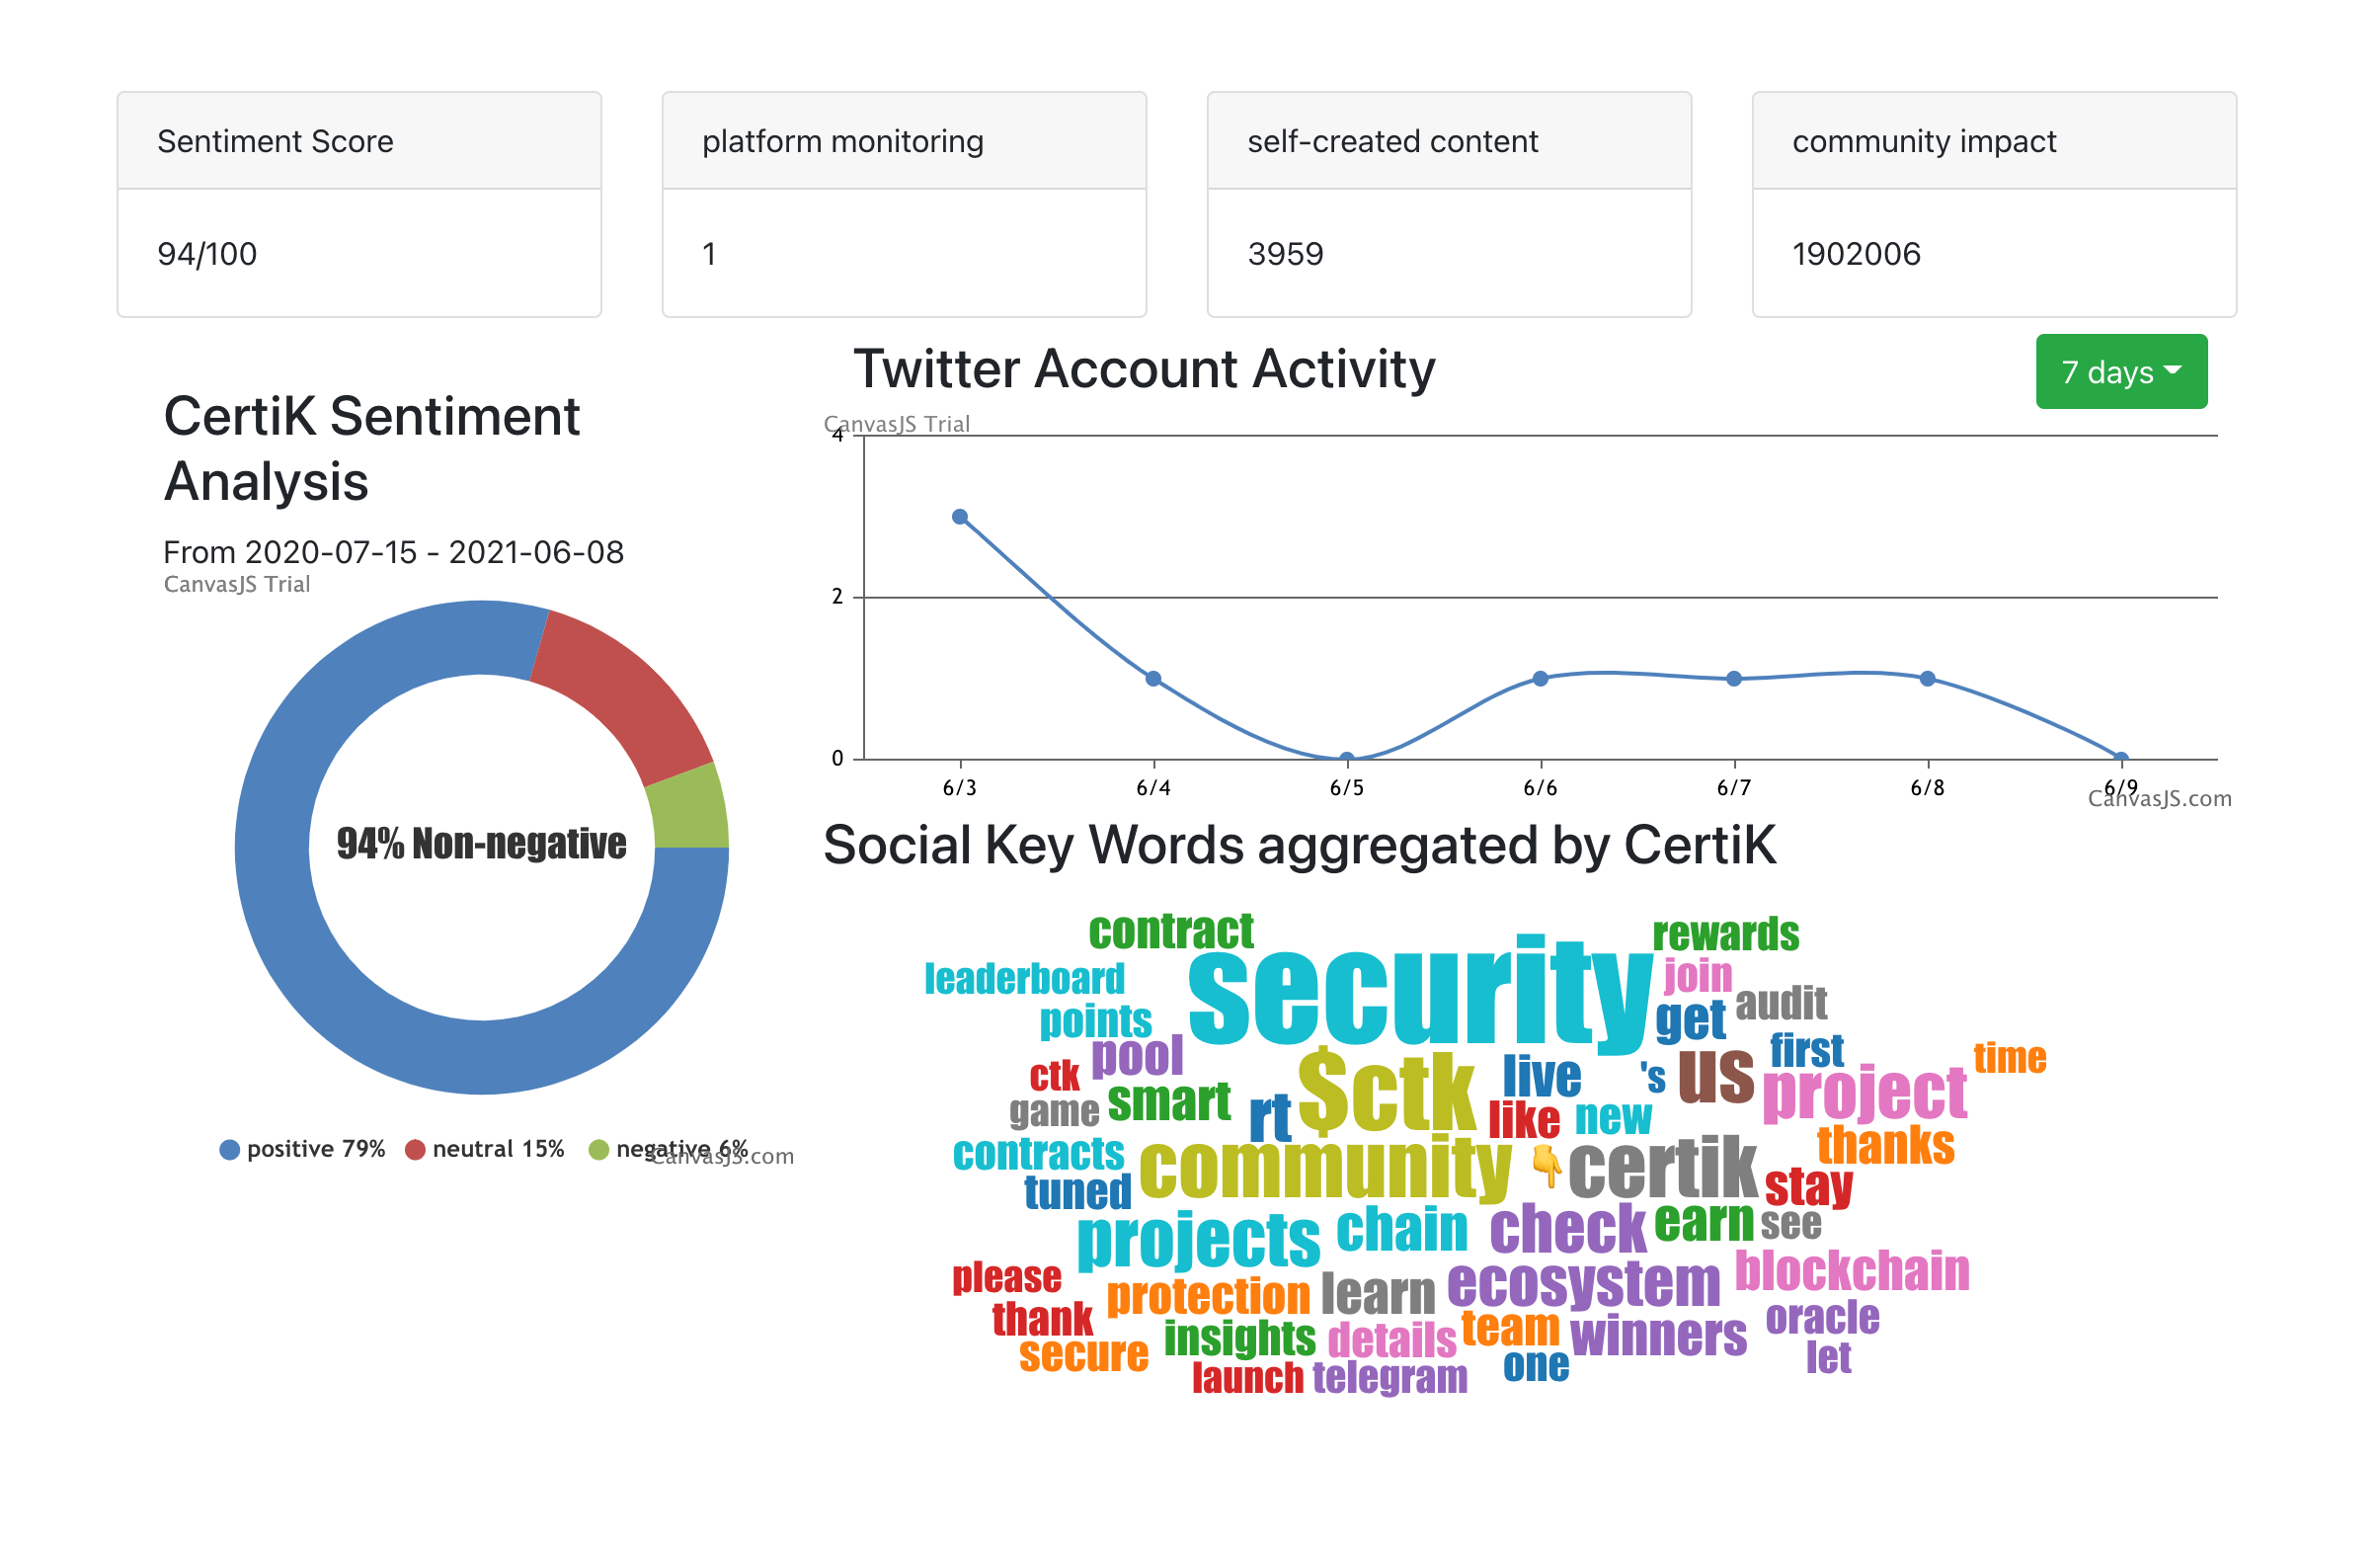 Sentiment Score
94/100
platform monitoring
1
self-created content
3959
community impact
1902006
CertiK Sentiment
Analysis
From 2020-07-15 - 2021-06-08
CanvasJS Trial
94% Non-negative
positive 79% neutral 15% negative 6%
CanvasJS.com
Twitter Account Activity
7 days
CanvasJS Trial
4
2
0
6/3 6/4 6/5 6/6 6/7 6/8 6/9
CanvasJS.com
Social Key Words aggregated by CertiK
contract
rewards
security
leaderboard
join
audit
points
get
pool
first
time
ctk
$ctk
live
's
us
project
game
smart
rt
like
new
contracts
community
👇
certik
thanks
tuned
stay
projects
chain
check
earn
see
please
protection
learn
ecosystem
blockchain
thank
insights
details
team
winners
oracle
secure
launch
telegram
one
let